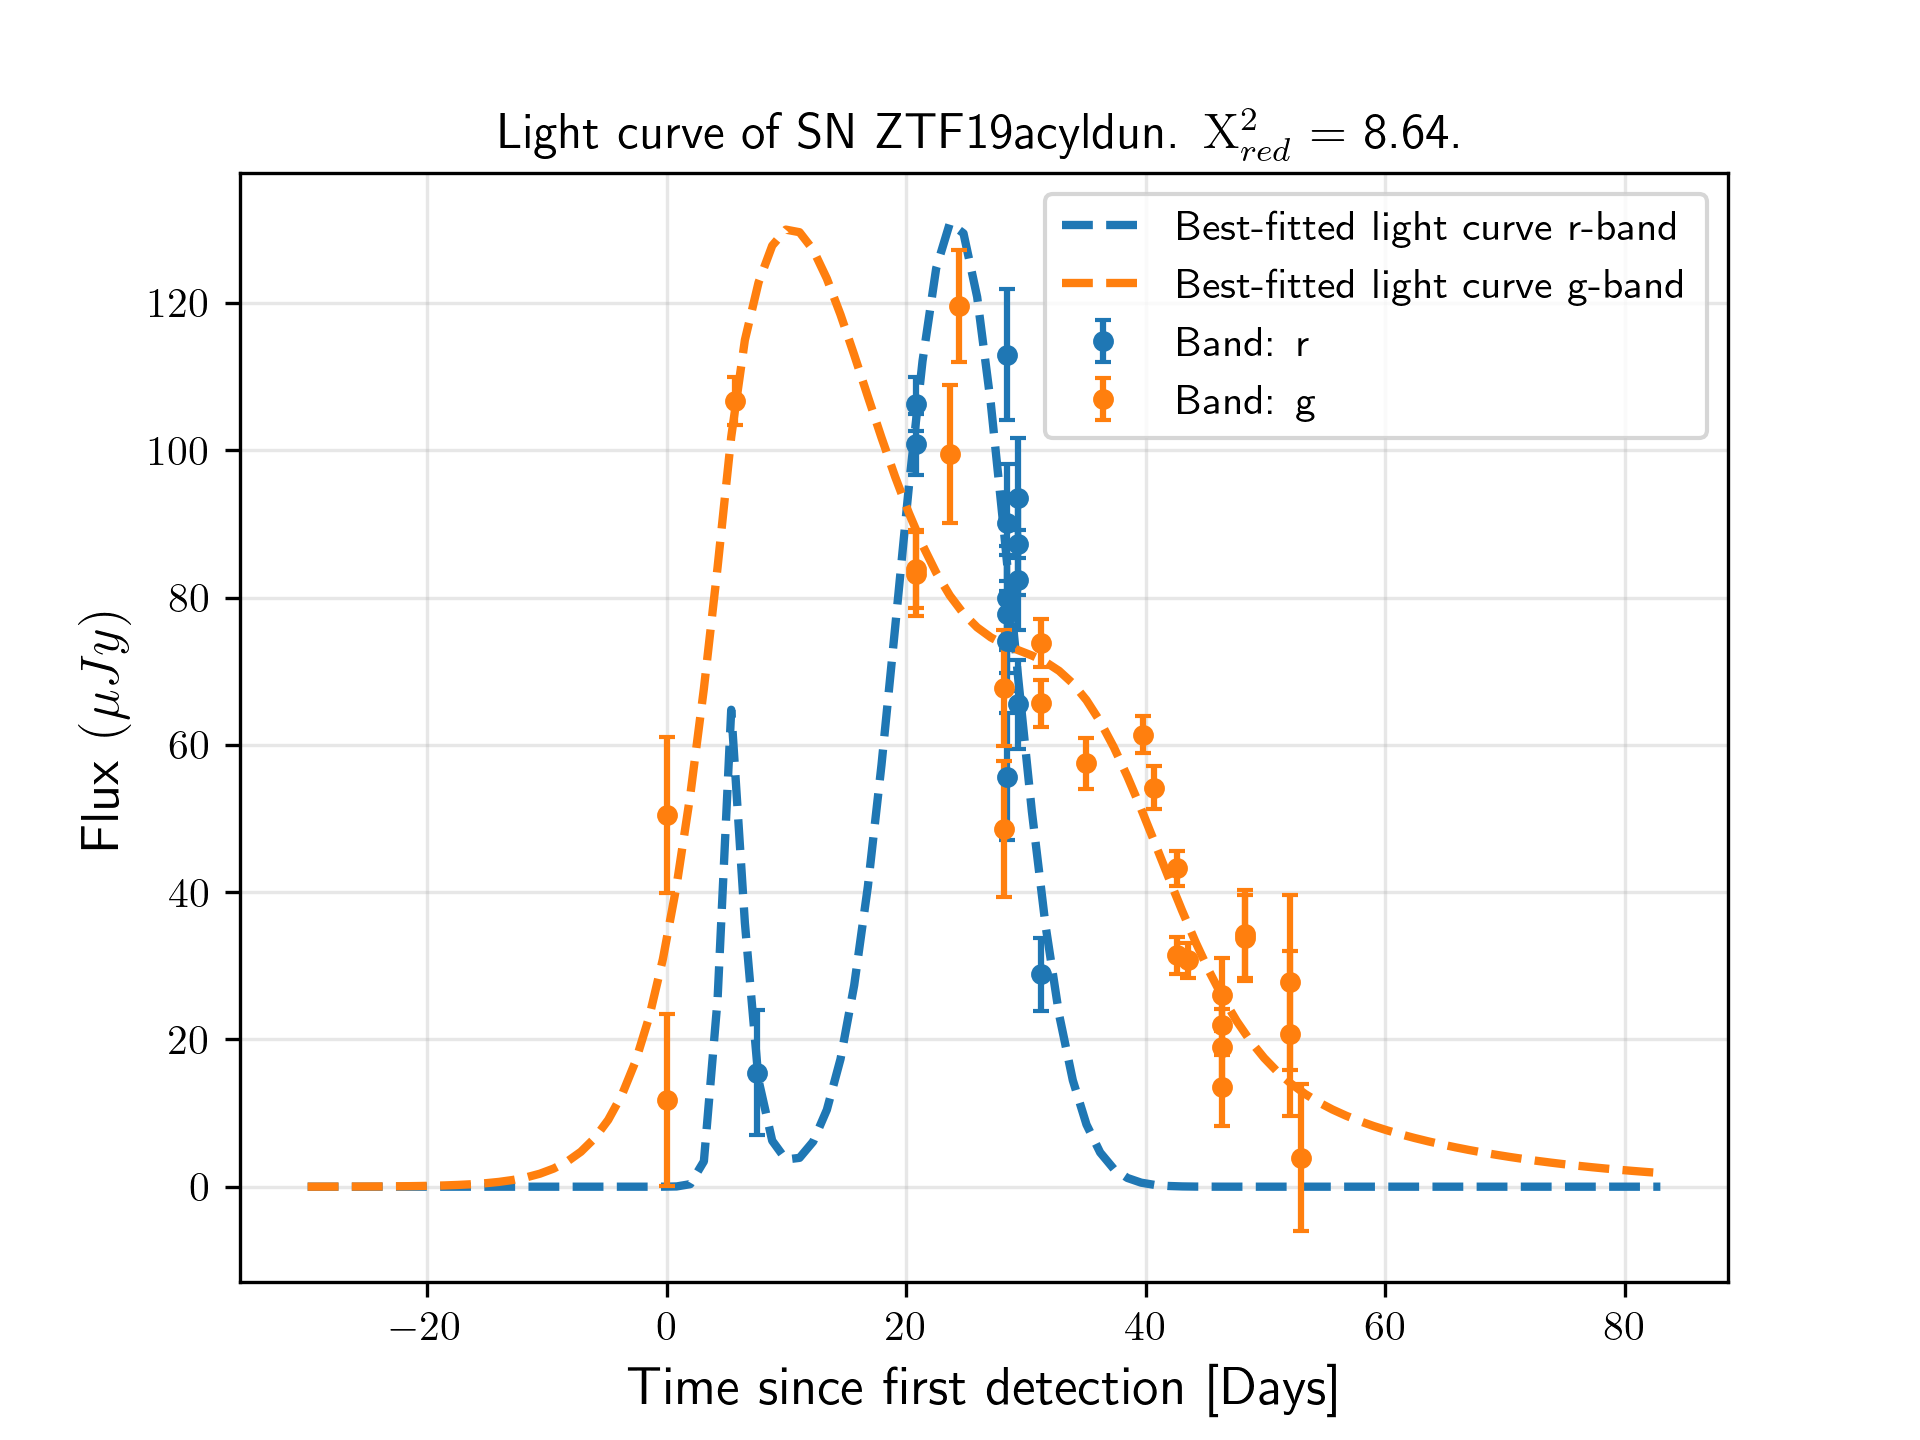 Light curve of SN ZTF19acyldun. X²_red = 8.64.
Best-fitted light curve r-band
Best-fitted light curve g-band
Band: r
Band: g
120
100
80
60
40
20
0
Flux (μJy)
−20 0 20 40 60 80
Time since first detection [Days]